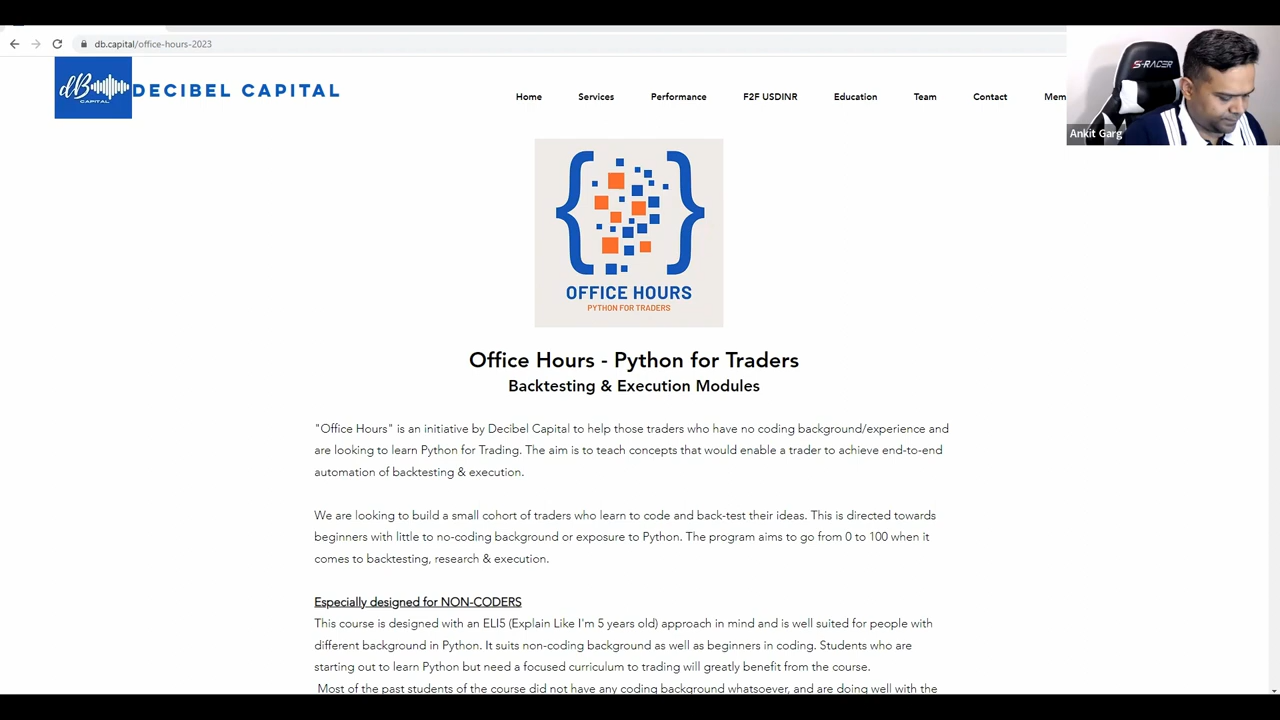 db.capital/office-hours-2023
dB
CAPITAL
DECIBEL CAPITAL
Home Services Performance F2F USDINR Education Team Contact Mem
S-RACER
Ankit Garg
OFFICE HOURS
PYTHON FOR TRADERS
Office Hours - Python for Traders
Backtesting & Execution Modules
"Office Hours" is an initiative by Decibel Capital to help those traders who have no coding background/experience and
are looking to learn Python for Trading. The aim is to teach concepts that would enable a trader to achieve end-to-end
automation of backtesting & execution.
We are looking to build a small cohort of traders who learn to code and back-test their ideas. This is directed towards
beginners with little to no-coding background or exposure to Python. The program aims to go from 0 to 100 when it
comes to backtesting, research & execution.
Especially designed for NON-CODERS
This course is designed with an ELI5 (Explain Like I'm 5 years old) approach in mind and is well suited for people with
different background in Python. It suits non-coding background as well as beginners in coding. Students who are
starting out to learn Python but need a focused curriculum to trading will greatly benefit from the course.
Most of the past students of the course did not have any coding background whatsoever, and are doing well with the